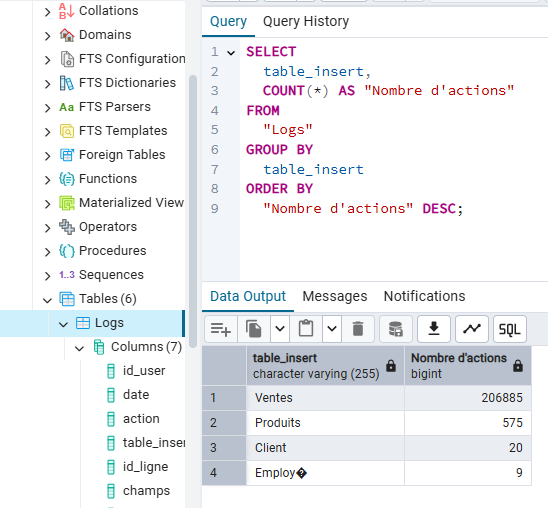 Collations
Domains
FTS Configuration
FTS Dictionaries
FTS Parsers
Aa
FTS Templates
Foreign Tables
Functions
Materialized View
Operators
Procedures
1..3 Sequences
Tables (6)
Logs
Columns (7)
id_user
date
action
table_inser
id_ligne
champs
Query Query History
1 SELECT
2 table_insert,
3 COUNT(*) AS "Nombre d'actions"
4 FROM
5 "Logs"
6 GROUP BY
7 table_insert
8 ORDER BY
9 "Nombre d'actions" DESC;
Data Output Messages Notifications
SQL
table_insert Nombre d'actions
character varying (255) bigint
1 Ventes 206885
2 Produits 575
3 Client 20
4 Employ� 9